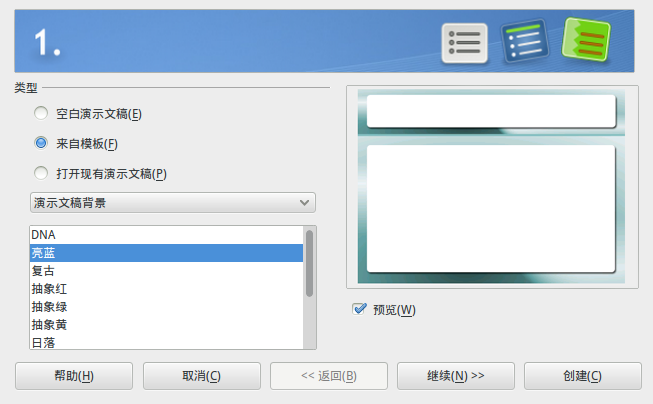 1.
类型
空白演示文稿(E)
来自模板(F)
打开现有演示文稿(P)
演示文稿背景
DNA
亮蓝
复古
抽象红
抽象绿
抽象黄
日落
预览(W)
帮助(H)
取消(C)
<< 返回(B)
继续(N) >>
创建(C)